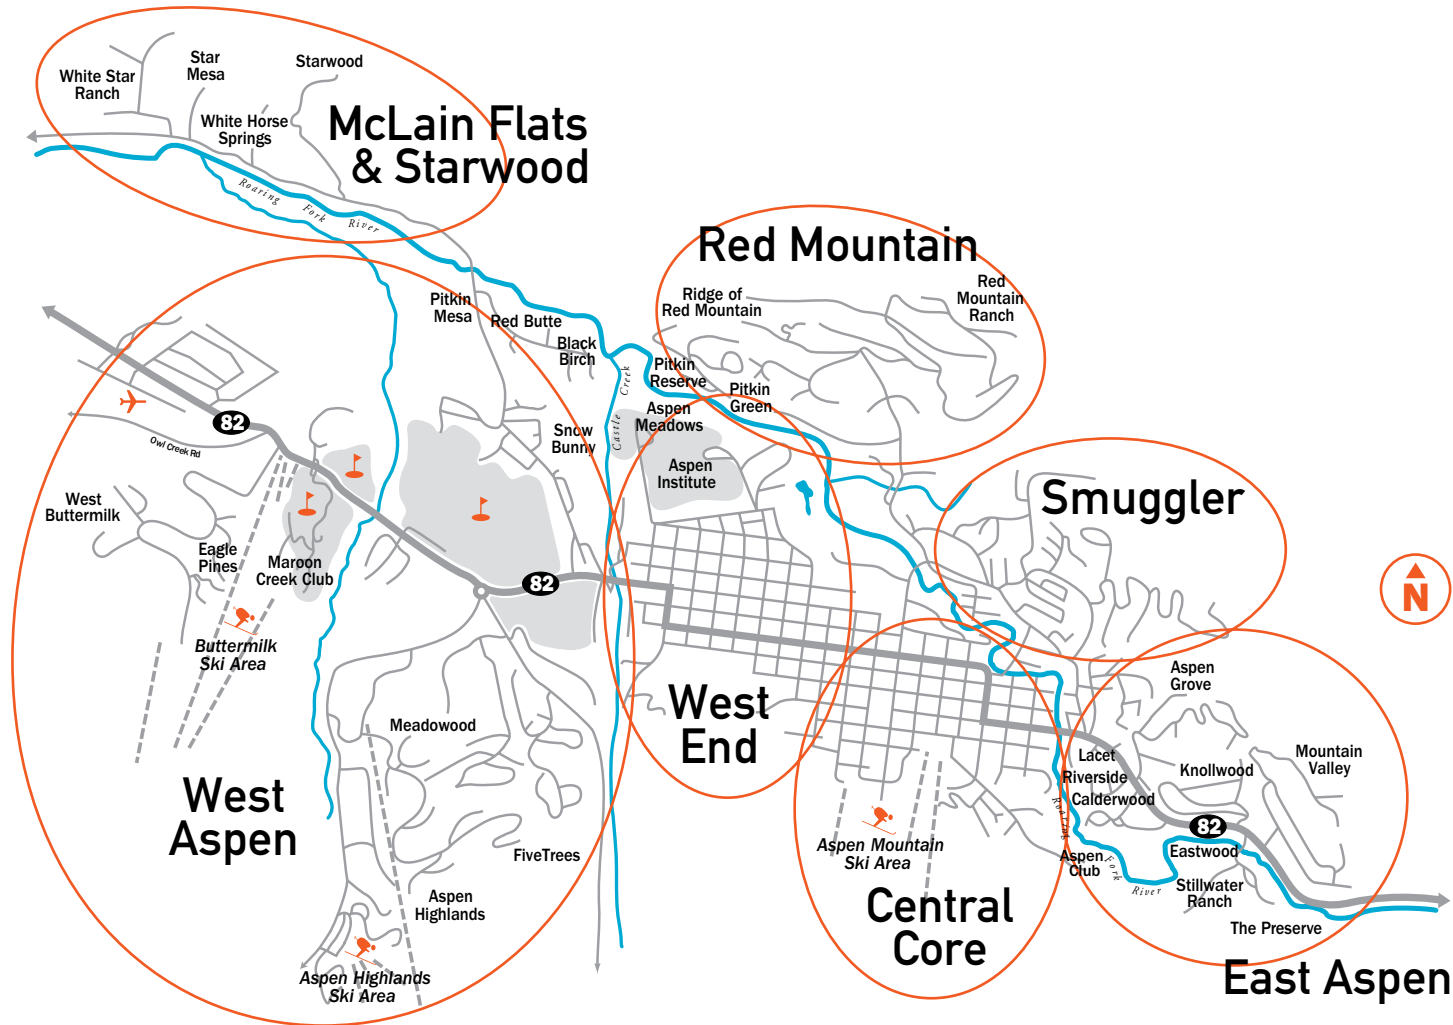 White Star
Ranch
Star
Mesa
Starwood
White Horse
Springs
McLain Flats
& Starwood
Roaring Fork River
Red Mountain
Ridge of
Red Mountain
Red
Mountain
Ranch
Pitkin
Mesa
Red Butte
Black
Birch
Pitkin
Reserve
Pitkin
Green
Castle Creek
Aspen
Meadows
Snow
Bunny
Aspen
Institute
82
Owl Creek Rd
West
Buttermilk
Eagle
Pines
Maroon
Creek Club
82
Buttermilk
Ski Area
Smuggler
N
West
End
Meadowood
West
Aspen
FiveTrees
Aspen
Highlands
Aspen Highlands
Ski Area
Aspen Mountain
Ski Area
Central
Core
Aspen
Grove
Lacet
Riverside
Calderwood
Knollwood
Mountain
Valley
82
Roaring Fork River
Aspen
Club
Eastwood
Stillwater
Ranch
The Preserve
East Aspen